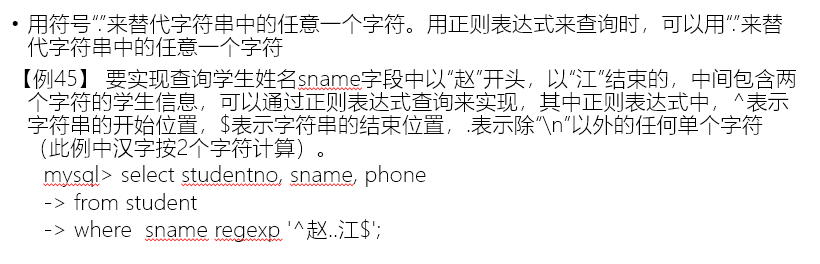 • 用符号“.”来替代字符串中的任意一个字符。用正则表达式来查询时，可以用“.”来替
代字符串中的任意一个字符
【例45】 要实现查询学生姓名sname字段中以“赵”开头，以“江”结束的，中间包含两
个字符的学生信息，可以通过正则表达式查询来实现，其中正则表达式中，^表示
字符串的开始位置，$表示字符串的结束位置，.表示除“\n”以外的任何单个字符
（此例中汉字按2个字符计算）。
mysql> select studentno, sname, phone
-> from student
-> where  sname regexp '^赵..江$';